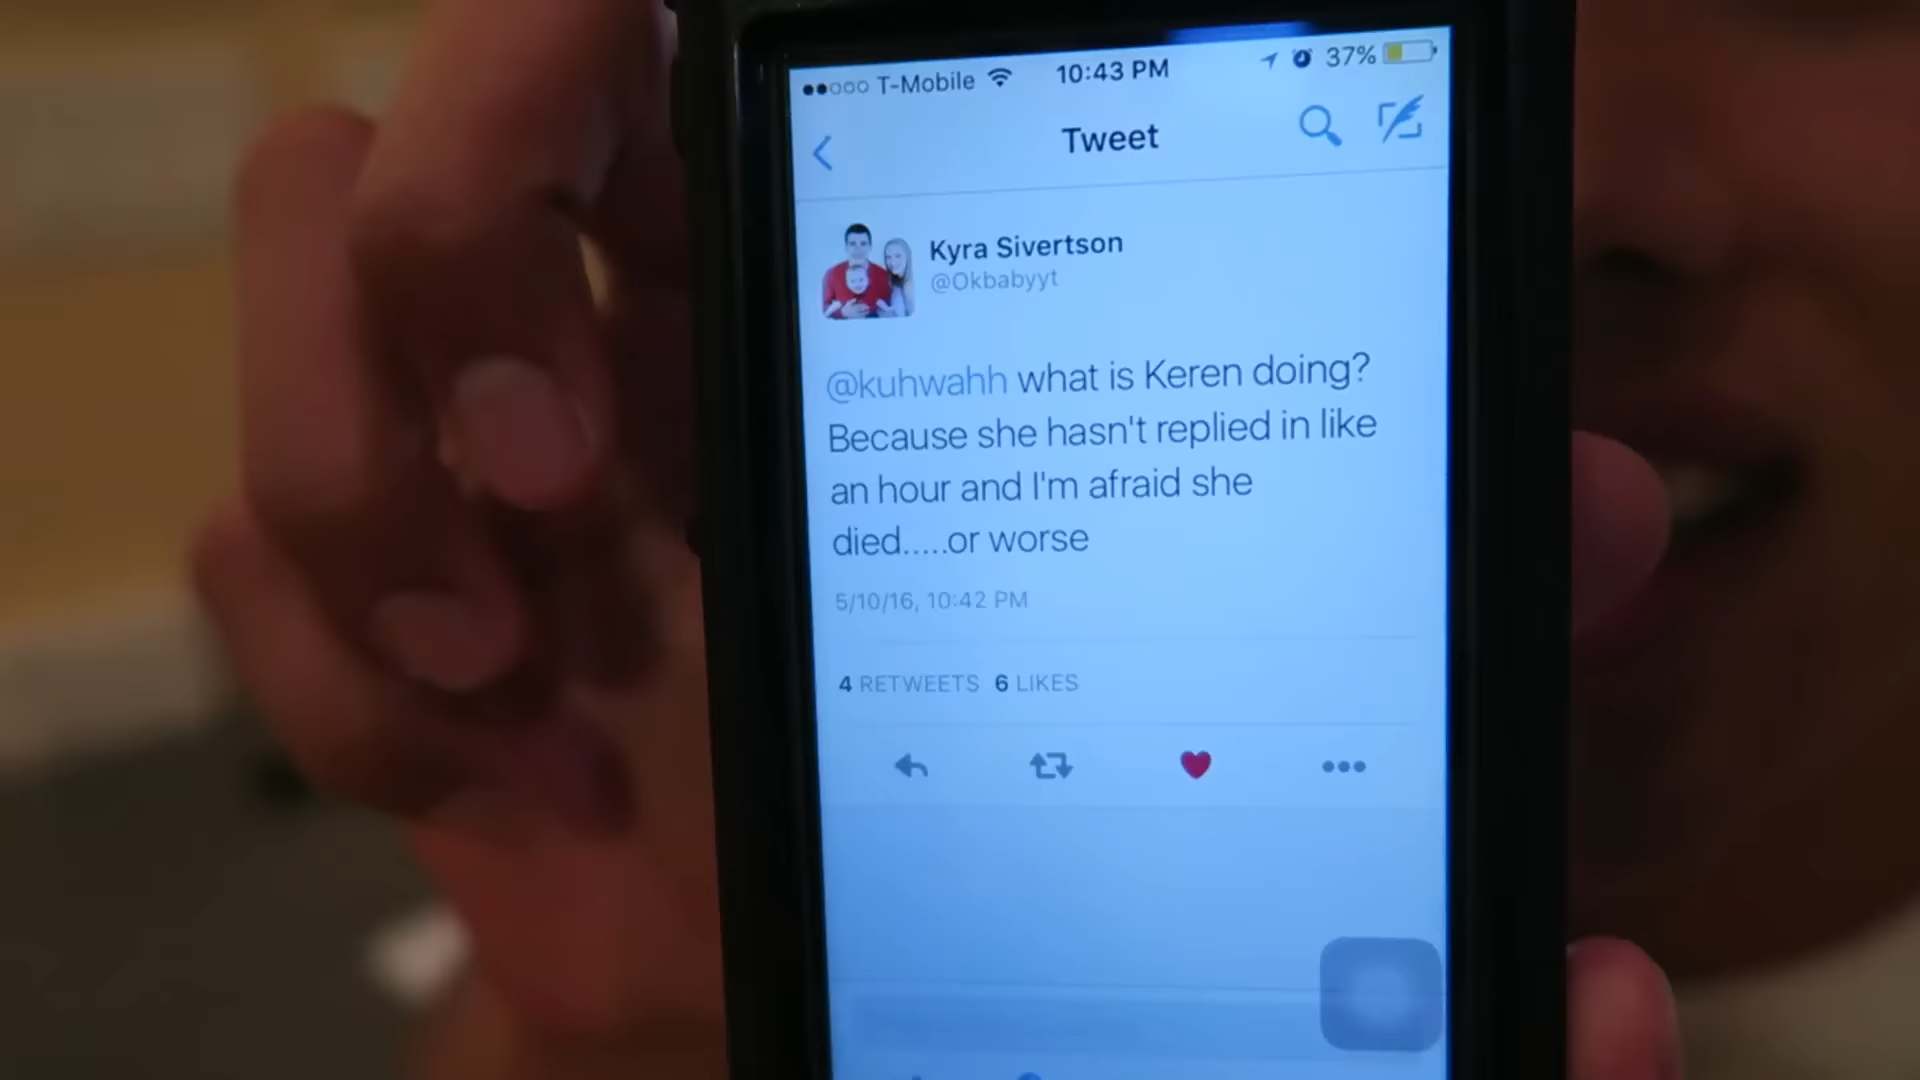 T-Mobile 10:43 PM 37%
Tweet
Kyra Sivertson
@Okbabyyt
@kuhwahh what is Keren doing?
Because she hasn't replied in like
an hour and I'm afraid she
died.....or worse
5/10/16, 10:42 PM
4 RETWEETS 6 LIKES